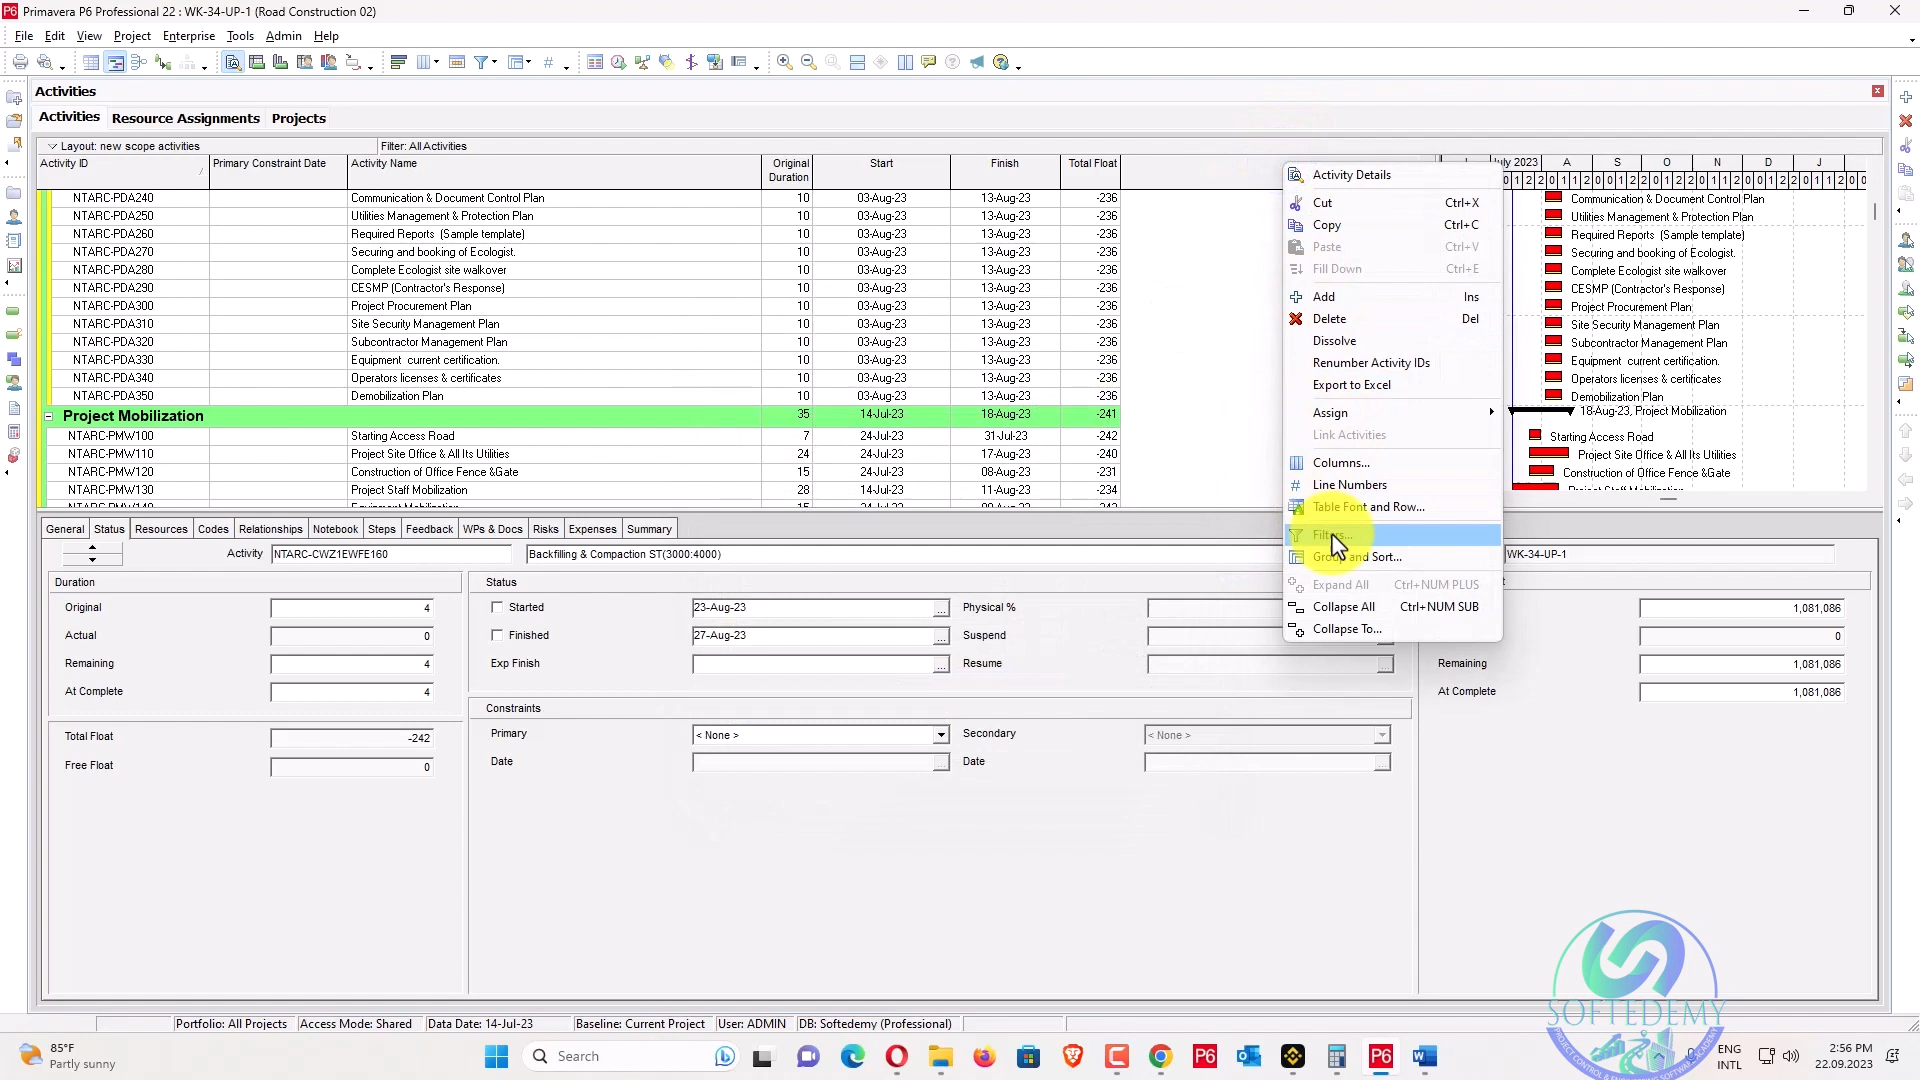 Primavera P6 Professional 22 : WK-34-UP-1 (Road Construction 02)
File Edit View Project Enterprise Tools Admin Help
Activities
Activities Resource Assignments Projects
Layout: new scope activities Filter: All Activities
Activity ID Primary Constraint Date Activity Name Original Duration Start Finish Total Float
July 2023 A S O N D J
NTARC-PDA240 Communication & Document Control Plan 10 03-Aug-23 13-Aug-23 -236 Communication & Document Control Plan
NTARC-PDA250 Utilities Management & Protection Plan 10 03-Aug-23 13-Aug-23 -236 Utilities Management & Protection Plan
NTARC-PDA260 Required Reports (Sample template) 10 03-Aug-23 13-Aug-23 -236 Required Reports (Sample template)
NTARC-PDA270 Securing and booking of Ecologist. 10 03-Aug-23 13-Aug-23 -236 Securing and booking of Ecologist.
NTARC-PDA280 Complete Ecologist site walkover 10 03-Aug-23 13-Aug-23 -236 Complete Ecologist site walkover
NTARC-PDA290 CESMP (Contractor's Response) 10 03-Aug-23 13-Aug-23 -236 CESMP (Contractor's Response)
NTARC-PDA300 Project Procurement Plan 10 03-Aug-23 13-Aug-23 -236 Project Procurement Plan
NTARC-PDA310 Site Security Management Plan 10 03-Aug-23 13-Aug-23 -236 Site Security Management Plan
NTARC-PDA320 Subcontractor Management Plan 10 03-Aug-23 13-Aug-23 -236 Subcontractor Management Plan
NTARC-PDA330 Equipment current certification. 10 03-Aug-23 13-Aug-23 -236 Equipment current certification.
NTARC-PDA340 Operators licenses & certificates 10 03-Aug-23 13-Aug-23 -236 Operators licenses & certificates
NTARC-PDA350 Demobilization Plan 10 03-Aug-23 13-Aug-23 -236 Demobilization Plan
Project Mobilization 35 14-Jul-23 18-Aug-23 -241 18-Aug-23, Project Mobilization
NTARC-PMW100 Starting Access Road 7 24-Jul-23 31-Jul-23 -242 Starting Access Road
NTARC-PMW110 Project Site Office & All Its Utilities 24 24-Jul-23 17-Aug-23 -240 Project Site Office & All Its Utilities
NTARC-PMW120 Construction of Office Fence &Gate 15 24-Jul-23 08-Aug-23 -231 Construction of Office Fence &Gate
NTARC-PMW130 Project Staff Mobilization 28 14-Jul-23 11-Aug-23 -234 Project Staff Mobilization
Activity Details
Cut Ctrl+X
Copy Ctrl+C
Paste Ctrl+V
Fill Down Ctrl+E
Add Ins
Delete Del
Dissolve
Renumber Activity IDs
Export to Excel
Assign
Link Activities
Columns...
Line Numbers
Table Font and Row...
Filters...
Group and Sort...
Expand All Ctrl+NUM PLUS
Collapse All Ctrl+NUM SUB
Collapse To...
General Status Resources Codes Relationships Notebook Steps Feedback WPs & Docs Risks Expenses Summary
Activity NTARC-CWZ1EWFE160 Backfilling & Compaction ST(3000:4000) WK-34-UP-1
Duration
Original 4
Actual 0
Remaining 4
At Complete 4
Total Float -242
Free Float 0
Status
Started 23-Aug-23 Physical %
Finished 27-Aug-23 Suspend
Exp Finish Resume
Constraints
Primary < None > Secondary < None >
Date Date
1,081,086
0
Remaining 1,081,086
At Complete 1,081,086
SOFTEDEMY
Portfolio: All Projects Access Mode: Shared Data Date: 14-Jul-23 Baseline: Current Project User: ADMIN DB: Softedemy (Professional)
85°F
Partly sunny
Search
ENG
INTL
2:56 PM
22.09.2023